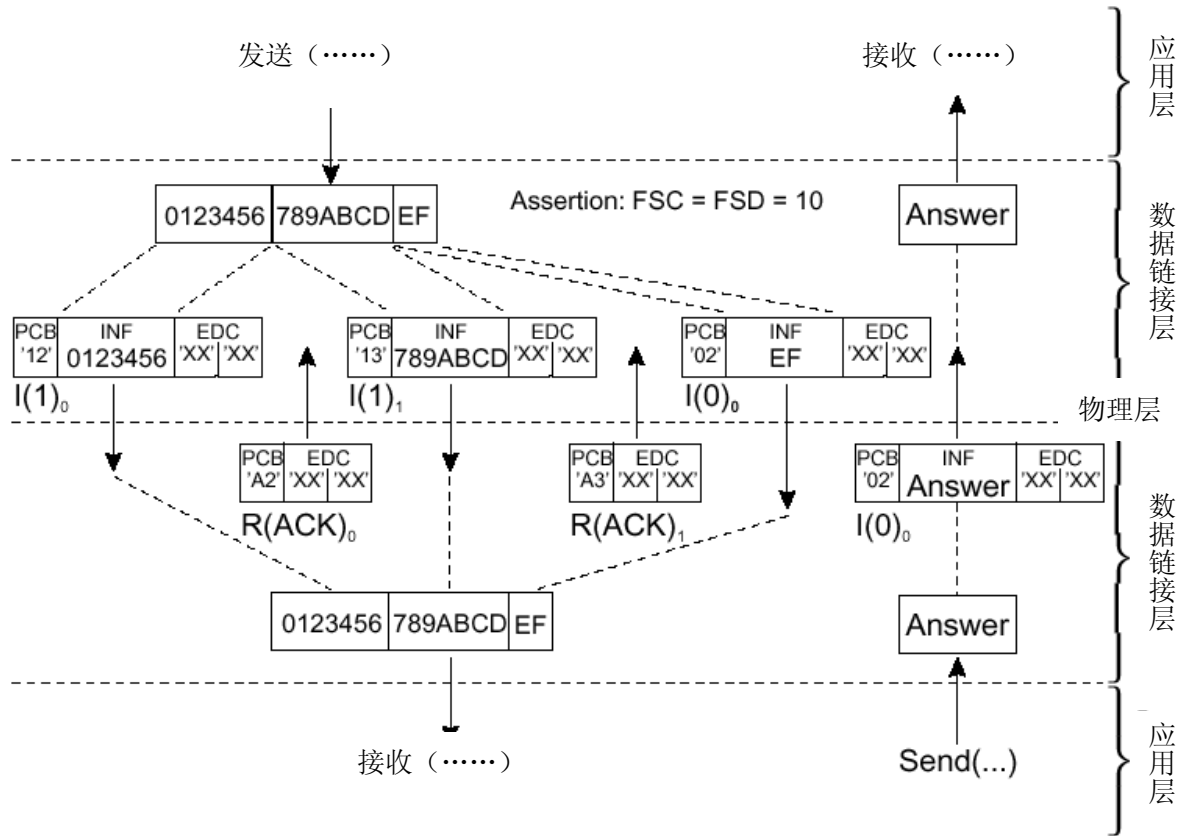 发送（……）
接收（……）
应用层
0123456 789ABCD EF
Assertion: FSC = FSD = 10
Answer
数据链接层
PCB INF EDC
'12' 0123456 'XX' 'XX'
I(1)₀
PCB INF EDC
'13' 789ABCD 'XX' 'XX'
I(1)₁
PCB INF EDC
'02' EF 'XX' 'XX'
I(0)₀
物理层
PCB EDC
'A2' 'XX' 'XX'
R(ACK)₀
PCB EDC
'A3' 'XX' 'XX'
R(ACK)₁
PCB INF EDC
'02' Answer 'XX' 'XX'
I(0)₀
数据链接层
0123456 789ABCD EF
Answer
接收（……）
Send(...)
应用层